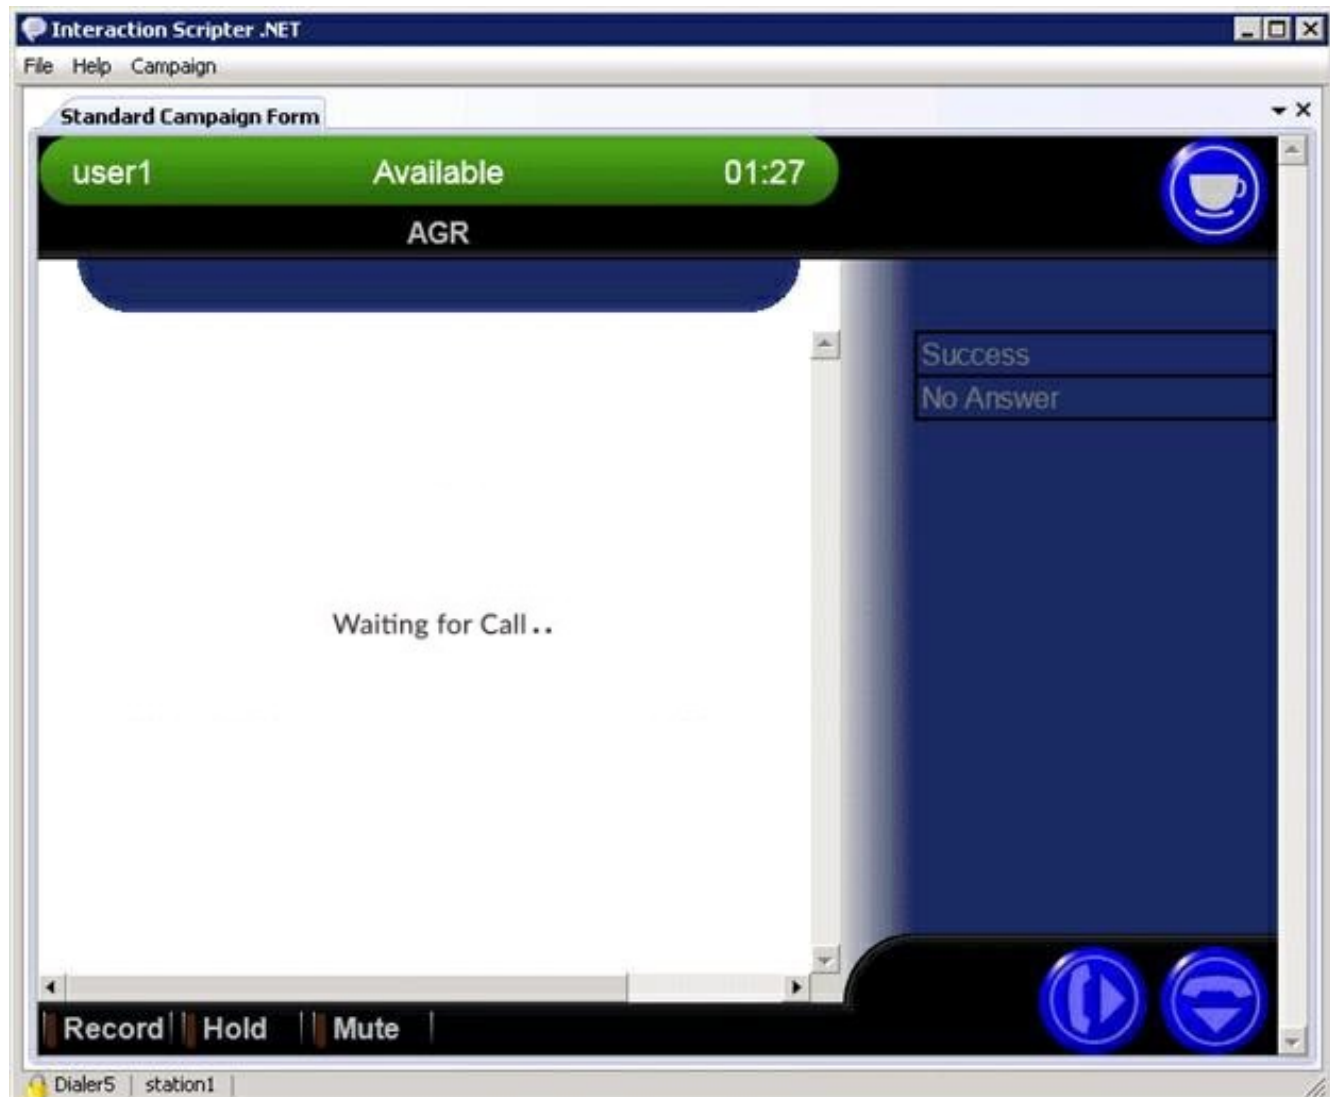 Interaction Scripter .NET
File Help Campaign
Standard Campaign Form
user1 Available 01:27
AGR
Success
No Answer
Waiting for Call..
Record Hold Mute
Dialer5 station1